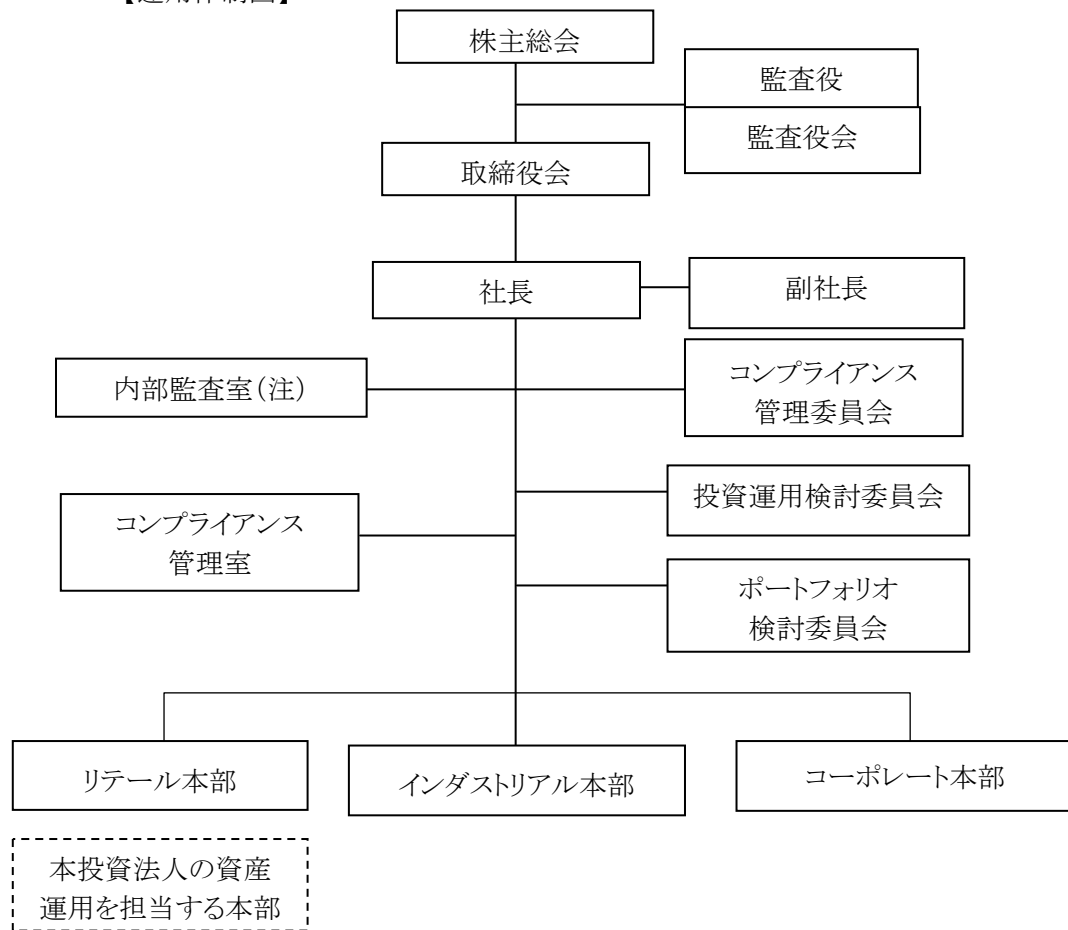 【運用体制図】
株主総会
監査役
監査役会
取締役会
社長
副社長
内部監査室(注)
コンプライアンス
管理委員会
投資運用検討委員会
コンプライアンス
管理室
ポートフォリオ
検討委員会
リテール本部
インダストリアル本部
コーポレート本部
本投資法人の資産
運用を担当する本部